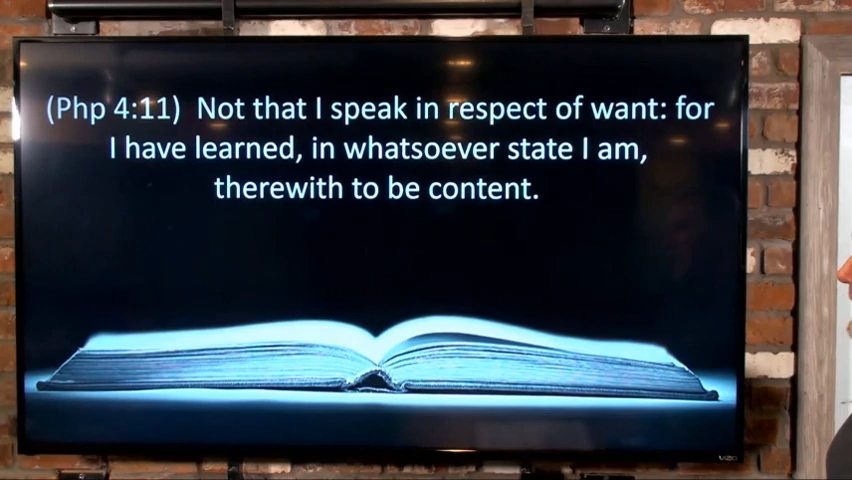 (Php 4:11) Not that I speak in respect of want: for
I have learned, in whatsoever state I am,
therewith to be content.
VIZIO